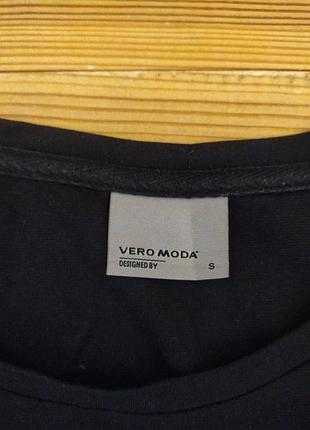 VERO MODA®
DESIGNED BY S